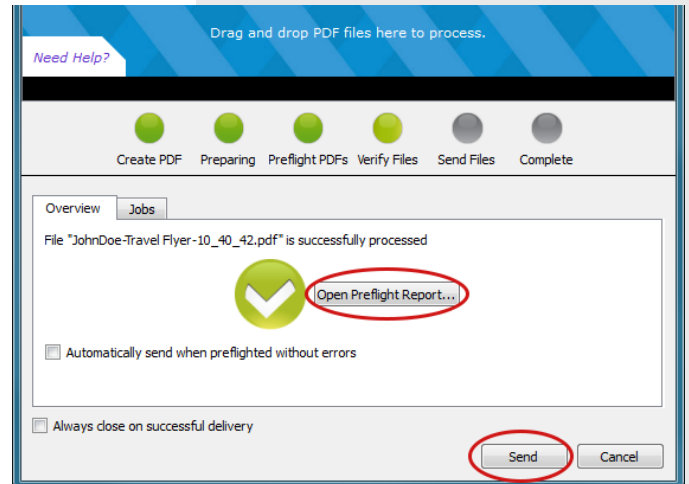 Drag and drop PDF files here to process.
Need Help?
Create PDF Preparing Preflight PDFs Verify Files Send Files Complete
Overview Jobs
File "JohnDoe-Travel Flyer-10_40_42.pdf" is successfully processed
Open Preflight Report...
Automatically send when preflighted without errors
Always close on successful delivery
Send Cancel